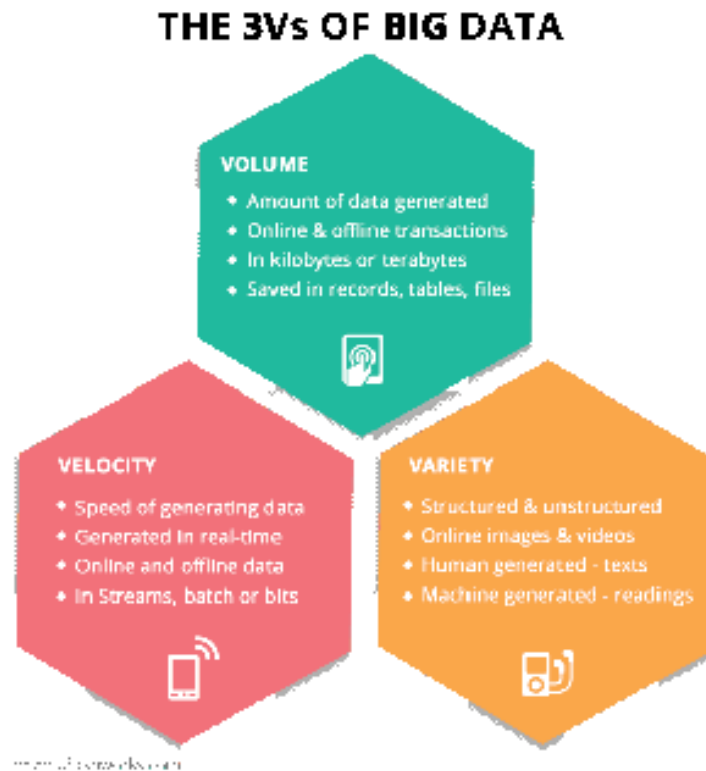 THE 3Vs OF BIG DATA
VOLUME
Amount of data generated
Online & offline transactions
In kilobytes or terabytes
Saved in records, tables, files
VELOCITY
Speed of generating data
Generated in real-time
Online and offline data
In Streams, batch or bits
VARIETY
Structured & unstructured
Online images & videos
Human generated - texts
Machine generated - readings